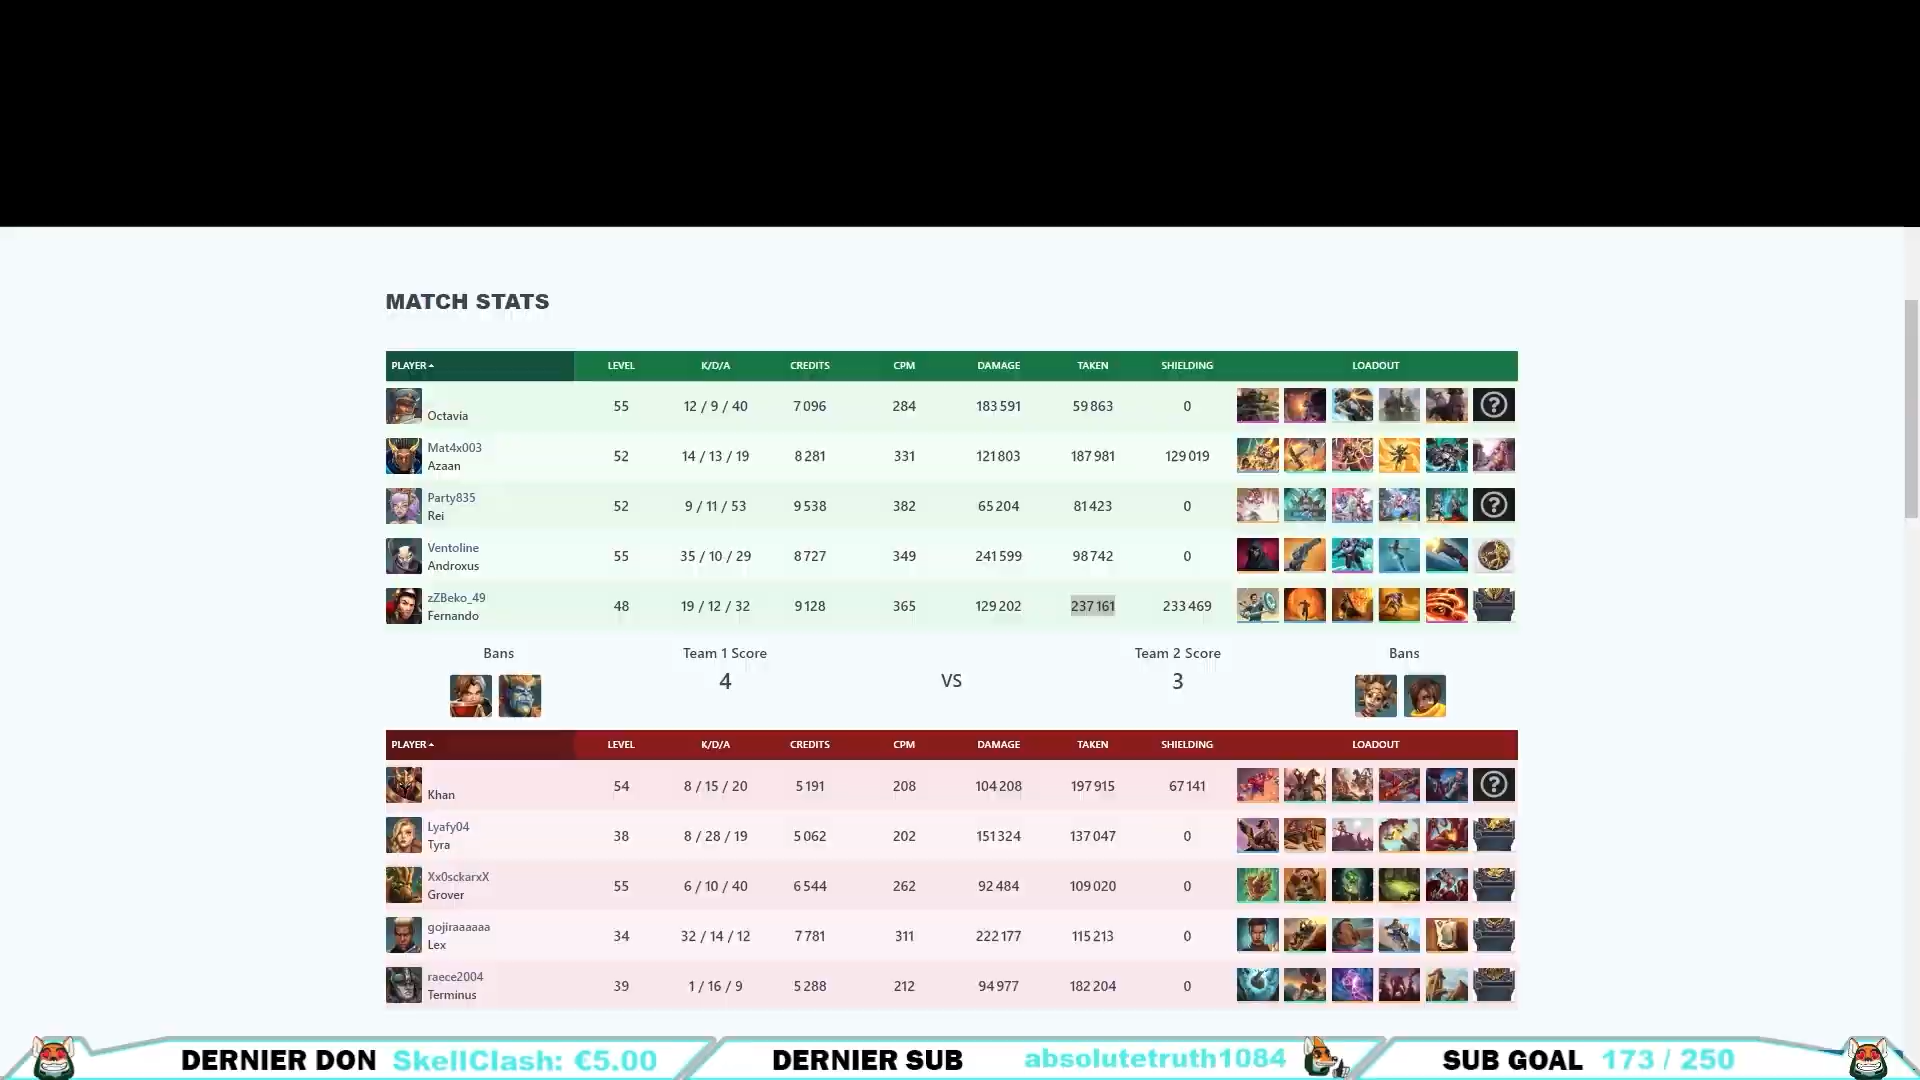 MATCH STATS
PLAYER LEVEL K/D/A CREDITS CPM DAMAGE TAKEN SHIELDING LOADOUT
Octavia 55 12 / 9 / 40 7 096 284 183 591 59 863 0
Mat4x003
Azaan 52 14 / 13 / 19 8 281 331 121 803 187 981 129 019
Party835
Rei 52 9 / 11 / 53 9 538 382 65 204 81 423 0
Ventoline
Androxus 55 35 / 10 / 29 8 727 349 241 599 98 742 0
zZBeko_49
Fernando 48 19 / 12 / 32 9 128 365 129 202 237 161 233 469
Bans Team 1 Score Team 2 Score Bans
4 VS 3
PLAYER LEVEL K/D/A CREDITS CPM DAMAGE TAKEN SHIELDING LOADOUT
Khan 54 8 / 15 / 20 5 191 208 104 208 197 915 67 141
Lyafy04
Tyra 38 8 / 28 / 19 5 062 202 151 324 137 047 0
Xx0sckarxX
Grover 55 6 / 10 / 40 6 544 262 92 484 109 020 0
gojiraaaaaa
Lex 34 32 / 14 / 12 7 781 311 222 177 115 213 0
raece2004
Terminus 39 1 / 16 / 9 5 288 212 94 977 182 204 0
DERNIER DON SkellClash: €5.00 DERNIER SUB absolutetruth1084 SUB GOAL 173 / 250